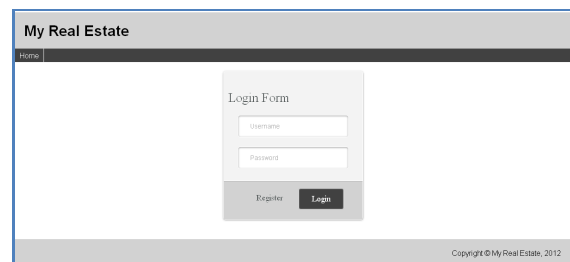 My Real Estate
Home
Login Form
Username
Password
Register Login
Copyright © My Real Estate, 2012